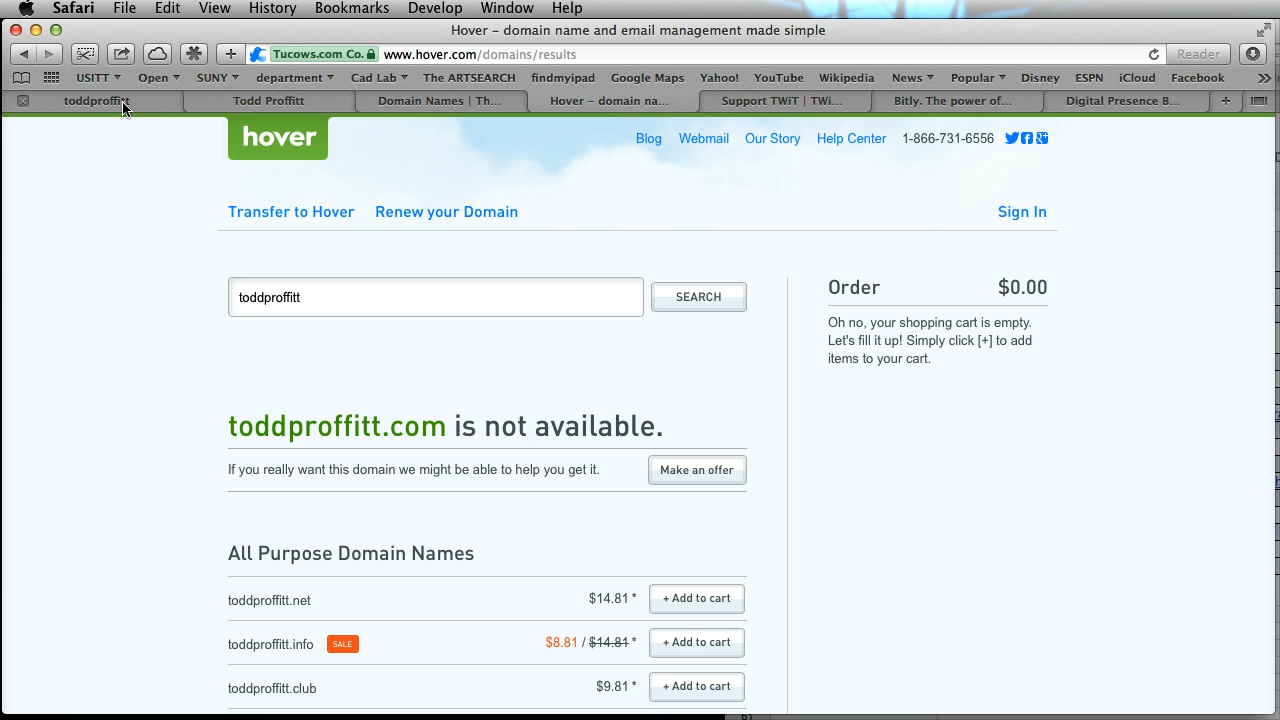 Safari File Edit View History Bookmarks Develop Window Help
Hover – domain name and email management made simple
Tucows.com Co. www.hover.com/domains/results Reader
USITT Open SUNY department Cad Lab The ARTSEARCH findmyipad Google Maps Yahoo! YouTube Wikipedia News Popular Disney ESPN iCloud Facebook
toddproffitt Todd Proffitt Domain Names | Th... Hover – domain na... Support TWiT | TWi... Bitly. The power of... Digital Presence B...
hover Blog Webmail Our Story Help Center 1-866-731-6556
Transfer to Hover Renew your Domain Sign In
toddproffitt SEARCH
Order $0.00
Oh no, your shopping cart is empty.
Let's fill it up! Simply click [+] to add
items to your cart.
toddproffitt.com is not available.
If you really want this domain we might be able to help you get it. Make an offer
All Purpose Domain Names
toddproffitt.net $14.81 * + Add to cart
toddproffitt.info SALE $8.81 / $14.81 * + Add to cart
toddproffitt.club $9.81 * + Add to cart